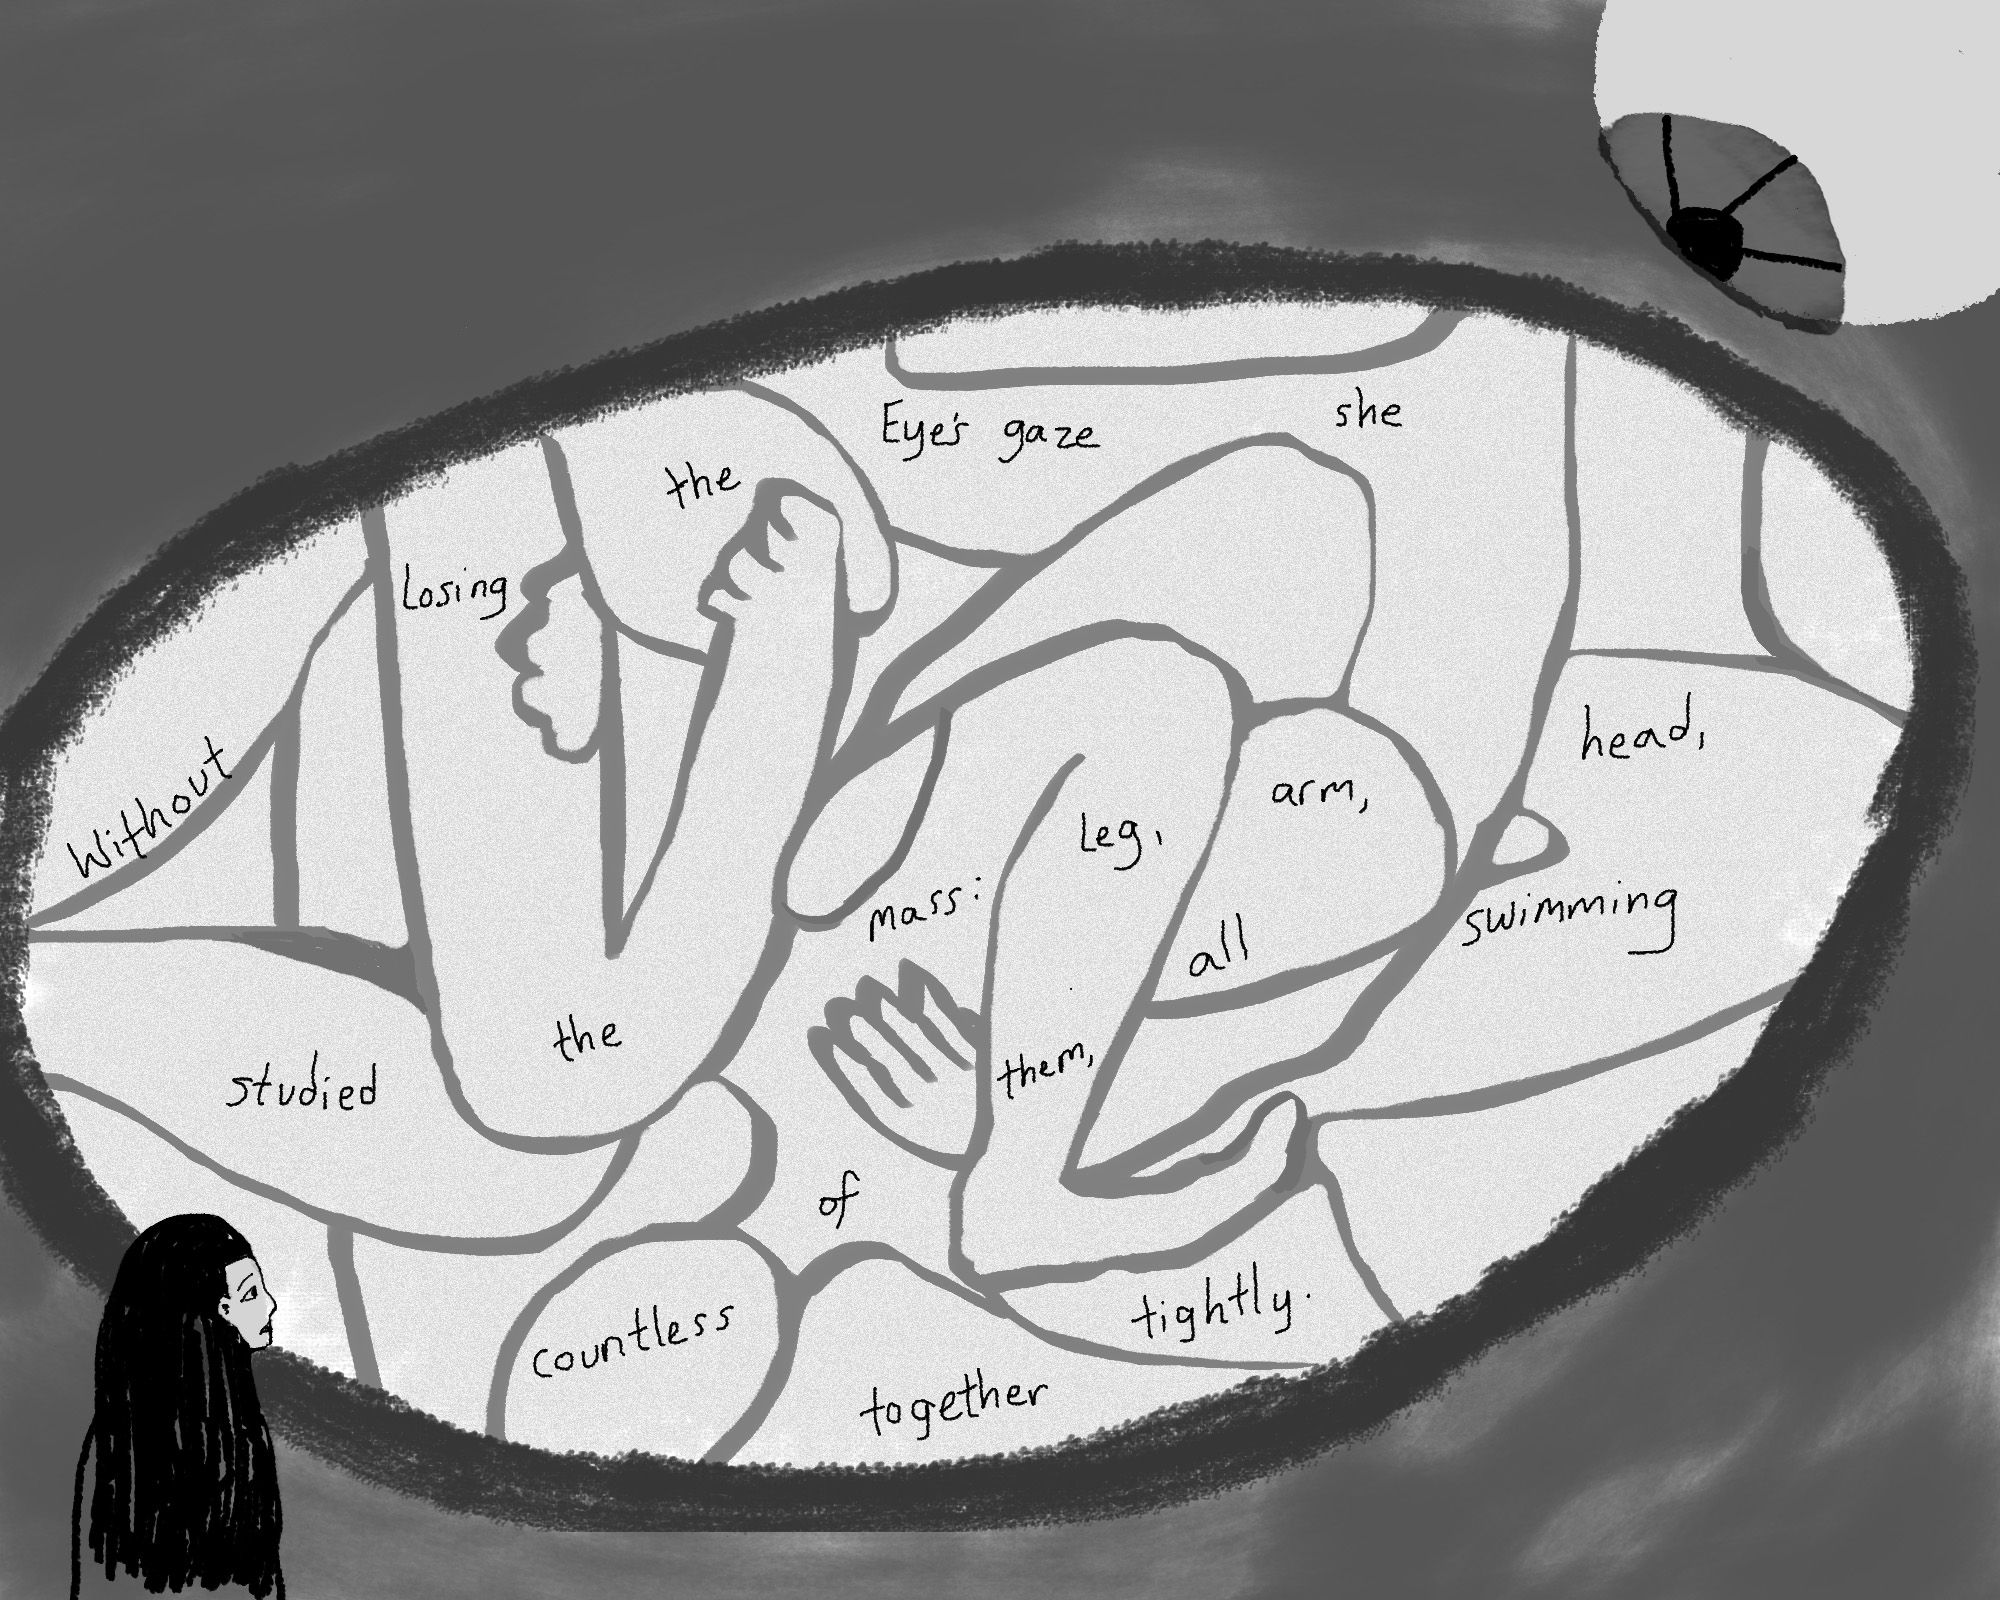 Without Losing the Eye's gaze she
studied the mass: Leg, arm, head,
countless of them, all swimming
together tightly.